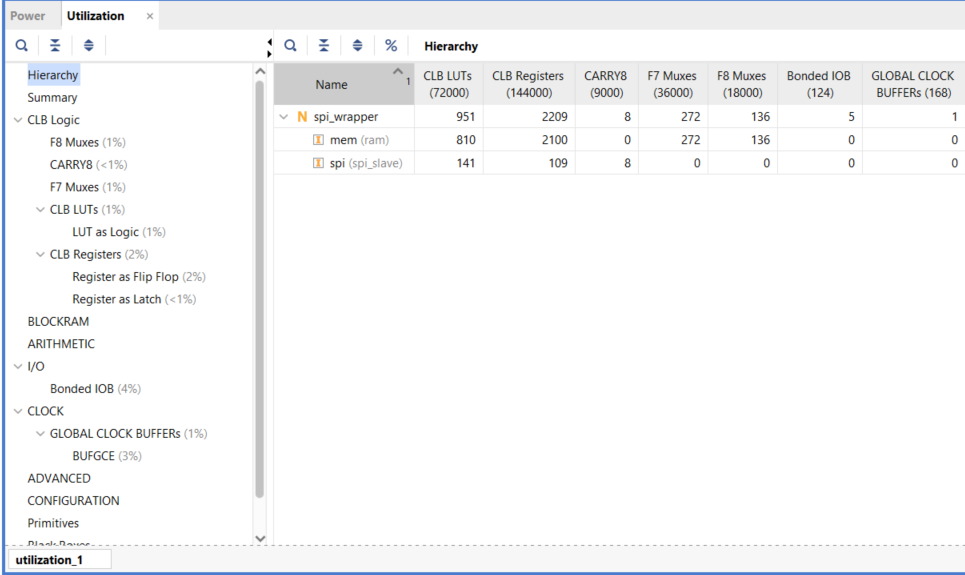 Power Utilization ×
Hierarchy
Hierarchy
Summary
CLB Logic
F8 Muxes (1%)
CARRY8 (<1%)
F7 Muxes (1%)
CLB LUTs (1%)
LUT as Logic (1%)
CLB Registers (2%)
Register as Flip Flop (2%)
Register as Latch (<1%)
BLOCKRAM
ARITHMETIC
I/O
Bonded IOB (4%)
CLOCK
GLOBAL CLOCK BUFFERs (1%)
BUFGCE (3%)
ADVANCED
CONFIGURATION
Primitives
Black Boxes
Name 1 CLB LUTs (72000) CLB Registers (144000) CARRY8 (9000) F7 Muxes (36000) F8 Muxes (18000) Bonded IOB (124) GLOBAL CLOCK BUFFERs (168)
N spi_wrapper 951 2209 8 272 136 5 1
I mem (ram) 810 2100 0 272 136 0 0
I spi (spi_slave) 141 109 8 0 0 0 0
utilization_1